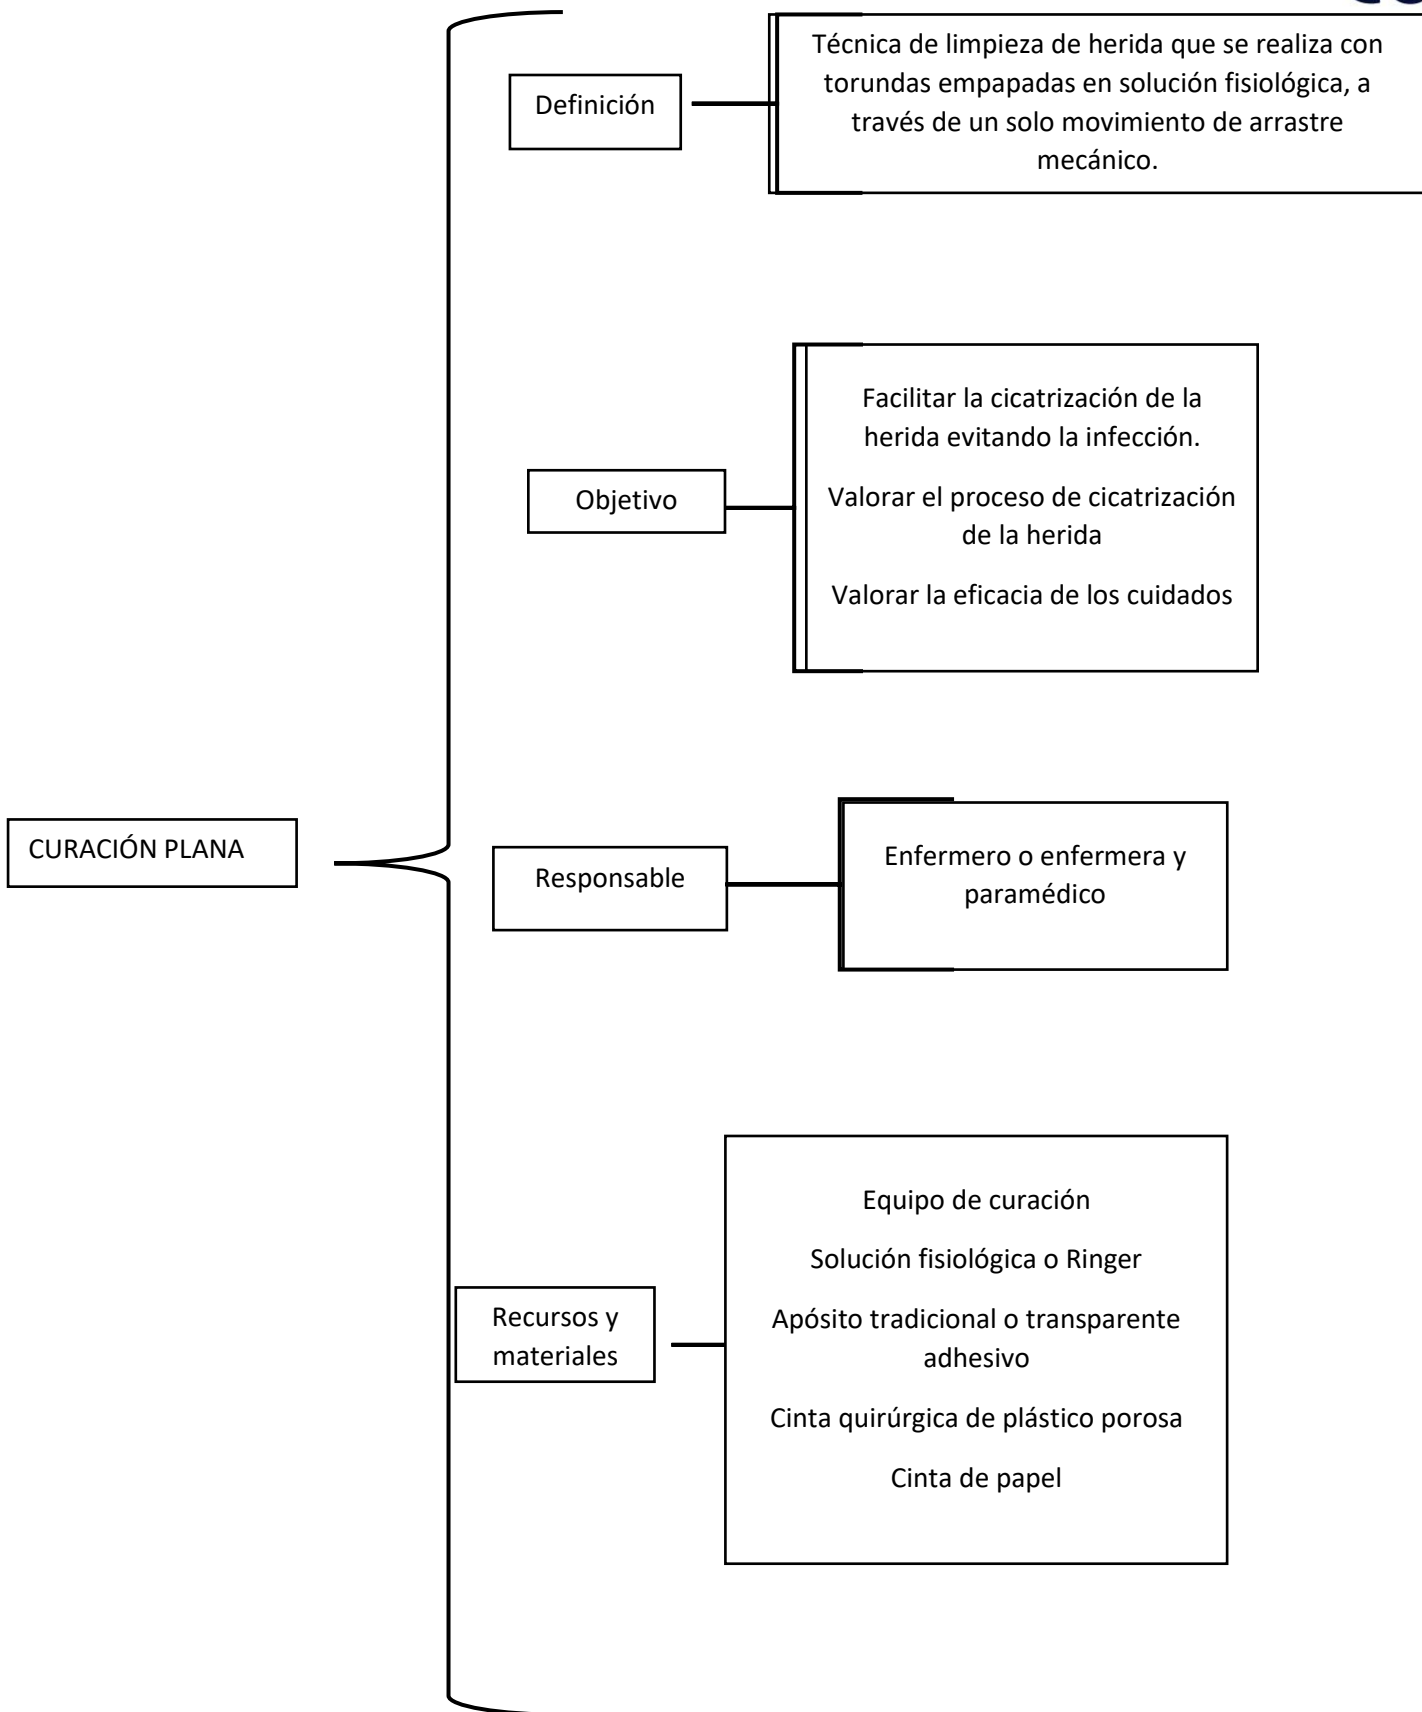 Definición
Técnica de limpieza de herida que se realiza con
torundas empapadas en solución fisiológica, a
través de un solo movimiento de arrastre
mecánico.
Objetivo
Facilitar la cicatrización de la
herida evitando la infección.
Valorar el proceso de cicatrización
de la herida
Valorar la eficacia de los cuidados
CURACIÓN PLANA
Responsable
Enfermero o enfermera y
paramédico
Recursos y
materiales
Equipo de curación
Solución fisiológica o Ringer
Apósito tradicional o transparente
adhesivo
Cinta quirúrgica de plástico porosa
Cinta de papel